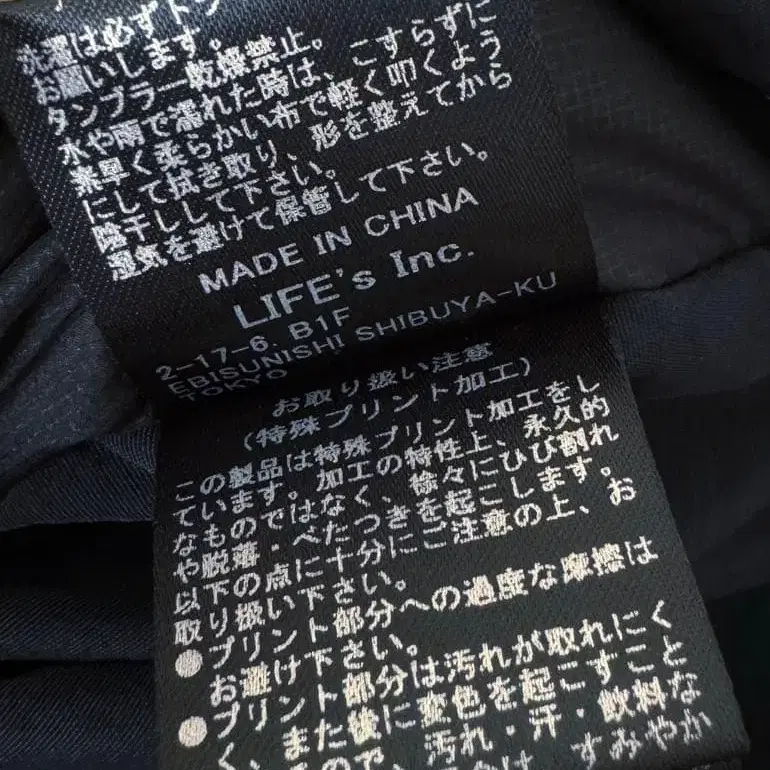 洗濯は必ずドラ
お願いします。
タンブラー乾燥禁止。
水や雨で濡れた時は、こすらずに
素早く柔らかい布で軽く叩くよう
にして拭き取り、形を整えてから
陰干しして下さい。
湿気を避けて保管して下さい。
MADE IN CHINA
LIFE's Inc.
2-17-6. B1F
EBISUNISHI SHIBUYA-KU
TOKYO
お取り扱い注意
(特殊プリント加工)
この製品は特殊プリント加工をし
ています。加工の特性上、永久的
なものではなく、徐々にひび割れ
や脱落・べたつきを起こします。
以下の点に十分にご注意の上、お
取り扱い下さい。
●プリント部分への過度な摩擦は
お避け下さい。
●プリント部分は汚れが取れにく
く、また後に変色を起こすこと
ので、汚れ・汗・飲料な
すみやか